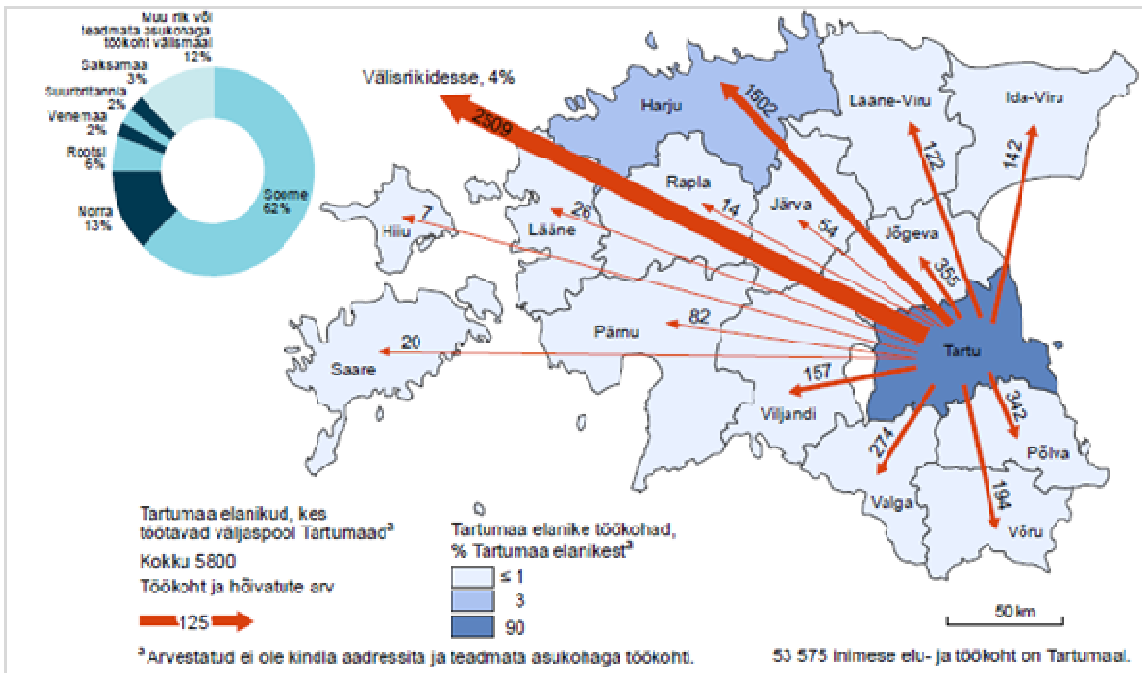 Muu riik või
teadmata asukohaga
töökoht välismaal
12%
Saksamaa
3%
Suurbritannia
2%
Venemaa
2%
Rootsi
6%
Norra
13%
Soome
62%
Välisriikidesse, 4%
2509
1502
Harju
Lääne-Viru
Ida-Viru
122
142
Rapla
14
Järva
54
Jõgeva
355
Hiiu
7
Lääne
26
Pärnu
82
Tartu
Saare
20
157
Viljandi
274
Valga
342
Põlva
194
Võru
Tartumaa elanikud, kes
töötavad väljaspool Tartumaadª
Kokku 5800
Töökoht ja hõivatute arv
125
Tartumaa elanike töökohad,
% Tartumaa elanikestª
≤ 1
3
90
50 km
ª Arvestatud ei ole kindla aadressita ja teadmata asukohaga töökoht.
53 575 inimese elu- ja töökoht on Tartumaal.